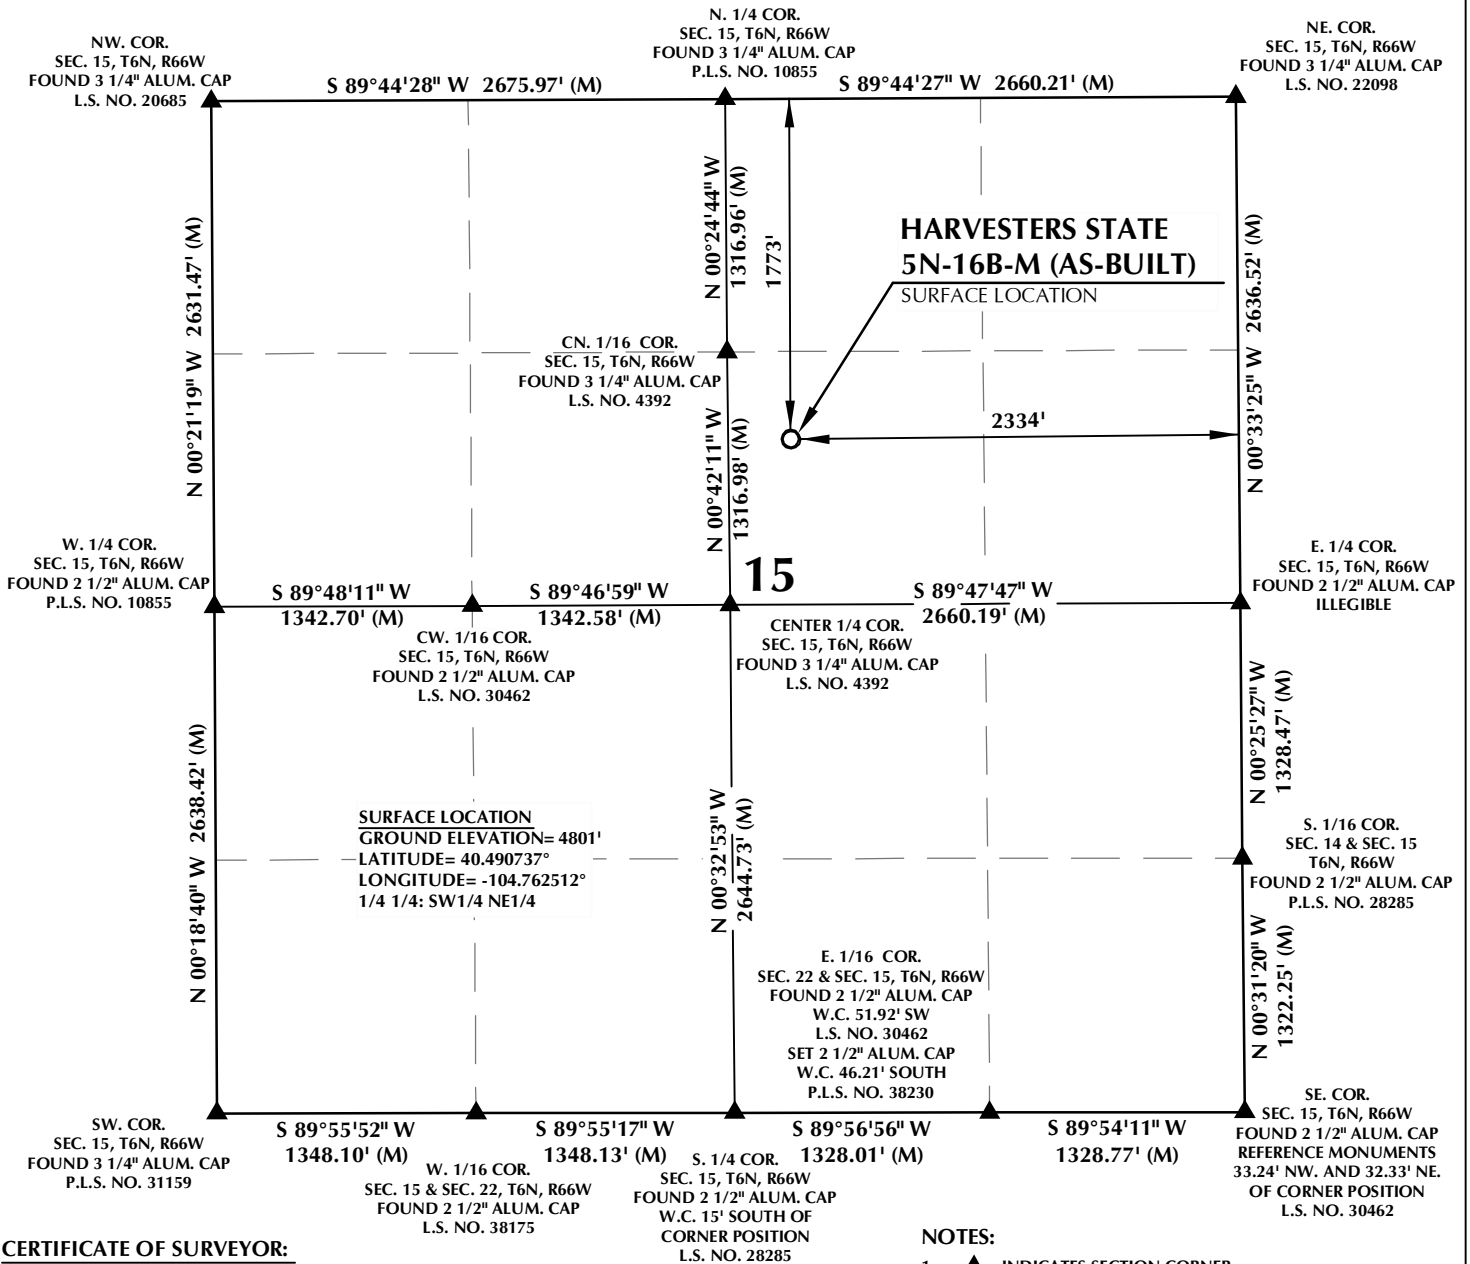 NW. COR.
SEC. 15, T6N, R66W
FOUND 3 1/4" ALUM. CAP
L.S. NO. 20685
N. 1/4 COR.
SEC. 15, T6N, R66W
FOUND 3 1/4" ALUM. CAP
P.L.S. NO. 10855
NE. COR.
SEC. 15, T6N, R66W
FOUND 3 1/4" ALUM. CAP
L.S. NO. 22098
S 89°44'28" W 2675.97' (M)
S 89°44'27" W 2660.21' (M)
N 00°21'19" W 2631.47' (M)
N 00°24'44" W
1316.96' (M)
1773'
HARVESTERS STATE
5N-16B-M (AS-BUILT)
SURFACE LOCATION
N 00°33'25" W 2636.52' (M)
CN. 1/16 COR.
SEC. 15, T6N, R66W
FOUND 3 1/4" ALUM. CAP
L.S. NO. 4392
2334'
N 00°42'11" W
1316.98' (M)
W. 1/4 COR.
SEC. 15, T6N, R66W
FOUND 2 1/2" ALUM. CAP
P.L.S. NO. 10855
15
E. 1/4 COR.
SEC. 15, T6N, R66W
FOUND 2 1/2" ALUM. CAP
ILLEGIBLE
S 89°48'11" W
1342.70' (M)
S 89°46'59" W
1342.58' (M)
S 89°47'47" W
2660.19' (M)
CW. 1/16 COR.
SEC. 15, T6N, R66W
FOUND 2 1/2" ALUM. CAP
L.S. NO. 30462
CENTER 1/4 COR.
SEC. 15, T6N, R66W
FOUND 3 1/4" ALUM. CAP
L.S. NO. 4392
N 00°25'27" W
1328.47' (M)
N 00°18'40" W 2638.42' (M)
SURFACE LOCATION
GROUND ELEVATION= 4801'
LATITUDE= 40.490737°
LONGITUDE= -104.762512°
1/4 1/4: SW1/4 NE1/4
N 00°32'53" W
2644.73' (M)
S. 1/16 COR.
SEC. 14 & SEC. 15
T6N, R66W
FOUND 2 1/2" ALUM. CAP
P.L.S. NO. 28285
E. 1/16 COR.
SEC. 22 & SEC. 15, T6N, R66W
FOUND 2 1/2" ALUM. CAP
W.C. 51.92' SW
L.S. NO. 30462
SET 2 1/2" ALUM. CAP
W.C. 46.21' SOUTH
P.L.S. NO. 38230
N 00°31'20" W
1322.25' (M)
SW. COR.
SEC. 15, T6N, R66W
FOUND 3 1/4" ALUM. CAP
P.L.S. NO. 31159
S 89°55'52" W
1348.10' (M)
S 89°55'17" W
1348.13' (M)
S 89°56'56" W
1328.01' (M)
S 89°54'11" W
1328.77' (M)
SE. COR.
SEC. 15, T6N, R66W
FOUND 2 1/2" ALUM. CAP
REFERENCE MONUMENTS
33.24' NW. AND 32.33' NE.
OF CORNER POSITION
L.S. NO. 30462
W. 1/16 COR.
SEC. 15 & SEC. 22, T6N, R66W
FOUND 2 1/2" ALUM. CAP
L.S. NO. 38175
S. 1/4 COR.
SEC. 15, T6N, R66W
FOUND 2 1/2" ALUM. CAP
W.C. 15' SOUTH OF
CORNER POSITION
L.S. NO. 28285
CERTIFICATE OF SURVEYOR:
NOTES: